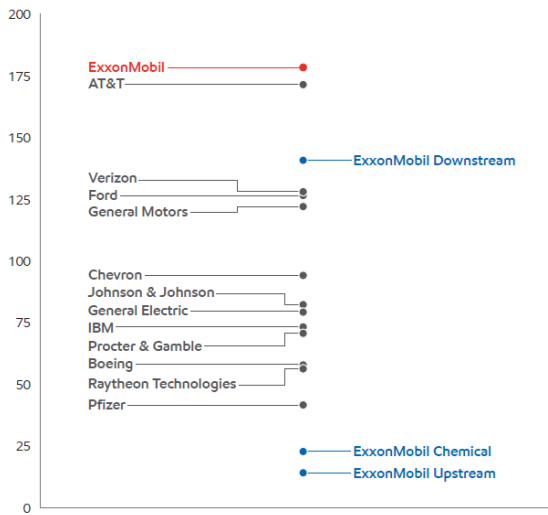 200
ExxonMobil
175
AT&T
150
ExxonMobil Downstream
Verizon
125
Ford
General Motors
100
Chevron
Johnson & Johnson
75
General Electric
IBM
Procter & Gamble
Boeing
50
Raytheon Technologies
Pfizer
25
ExxonMobil Chemical
ExxonMobil Upstream
0